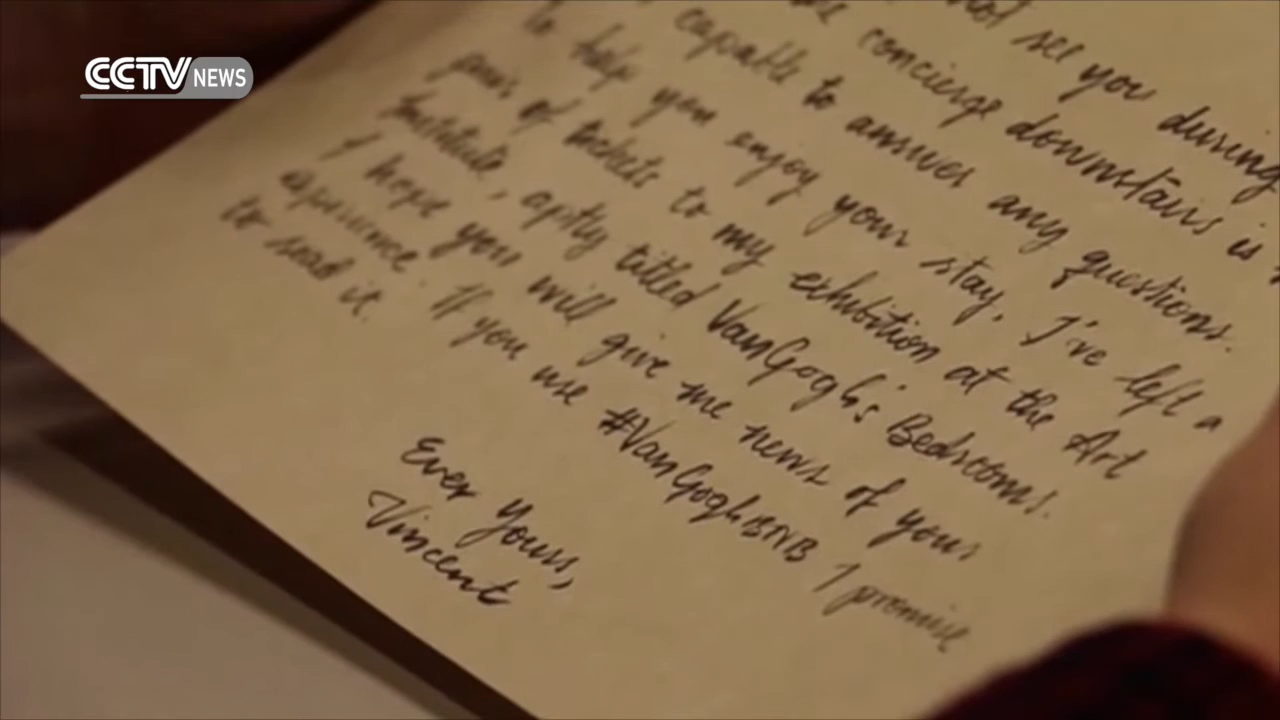 CCTV NEWS
not see you during
concierge downstairs is
capable to answer any questions.
To help you enjoy your stay, I've left a
pair of tickets to my exhibition at the Art
Institute, aptly titled VanGogh's Bedrooms.
I hope you will give me news of your
experience. If you use #VanGoghBNB I promise
to read it.
Ever Yours,
Vincent